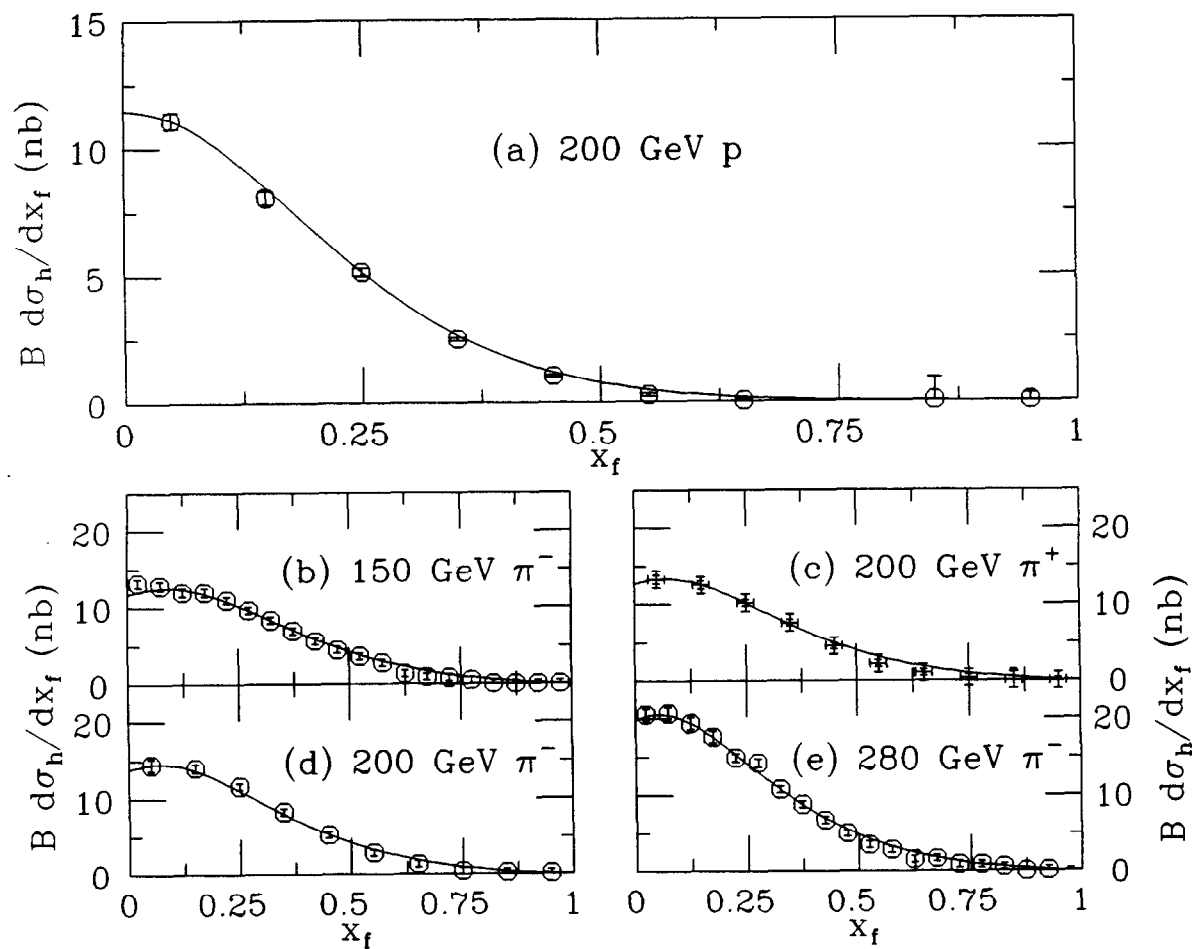 15
10
5
0
B dσ_h/dx_f (nb)
(a) 200 GeV p
0 0.25 0.5 0.75 1
x_f
20
10
0
(b) 150 GeV π⁻
(c) 200 GeV π⁺
20
10
0
B dσ_h/dx_f (nb)
20
10
0
(d) 200 GeV π⁻
(e) 280 GeV π⁻
20
10
0
B dσ_h/dx_f (nb)
0 0.25 0.5 0.75 1
0 0.25 0.5 0.75 1
x_f
x_f